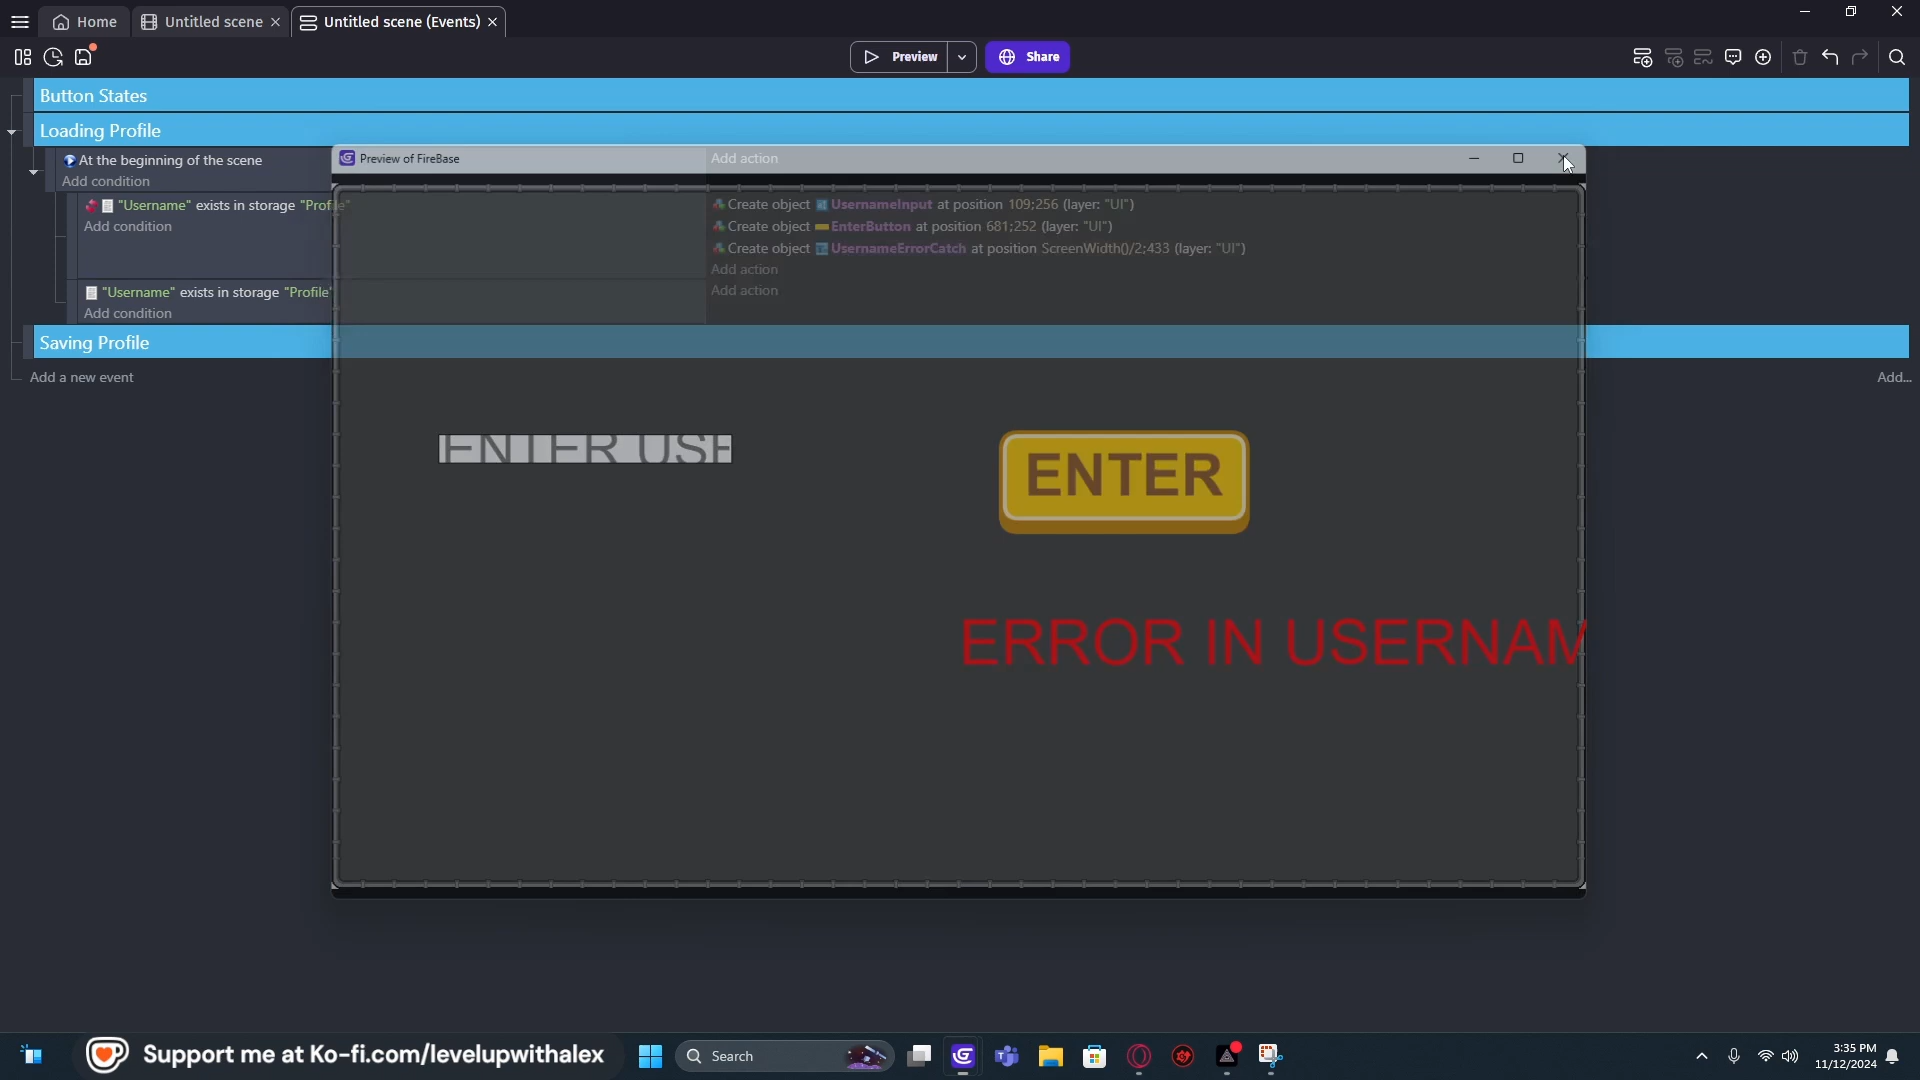 Home
Untitled scene
Untitled scene (Events)
Preview
Share
Button States
Loading Profile
At the beginning of the scene
Add condition
Preview of FireBase
Add action
"Username" exists in storage "Profile"
Add condition
Create object UsernameInput at position 109;256 (layer: "UI")
Create object EnterButton at position 681;252 (layer: "UI")
Create object UsernameErrorCatch at position ScreenWidth()/2;433 (layer: "UI")
Add action
"Username" exists in storage "Profile"
Add condition
Add action
Saving Profile
Add a new event
Add...
ENTER USE
ENTER
ERROR IN USERNAM
Support me at Ko-fi.com/levelupwithalex
Search
3:35 PM
11/12/2024